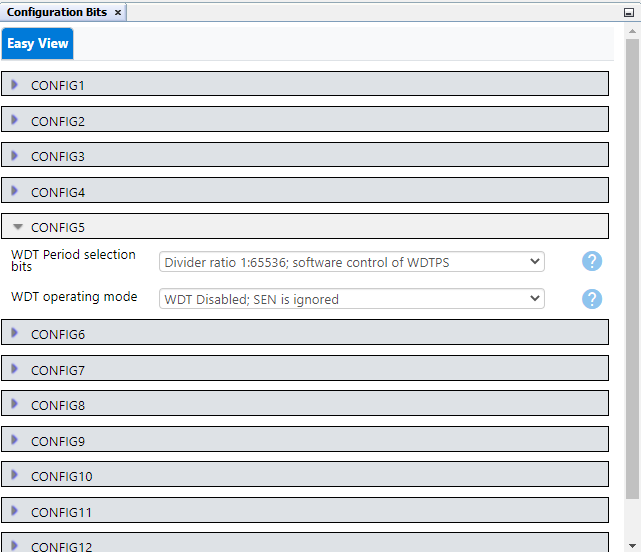 Configuration Bits ×
Easy View
CONFIG1
CONFIG2
CONFIG3
CONFIG4
CONFIG5
WDT Period selection
bits
Divider ratio 1:65536; software control of WDTPS
?
WDT operating mode
WDT Disabled; SEN is ignored
?
CONFIG6
CONFIG7
CONFIG8
CONFIG9
CONFIG10
CONFIG11
CONFIG12